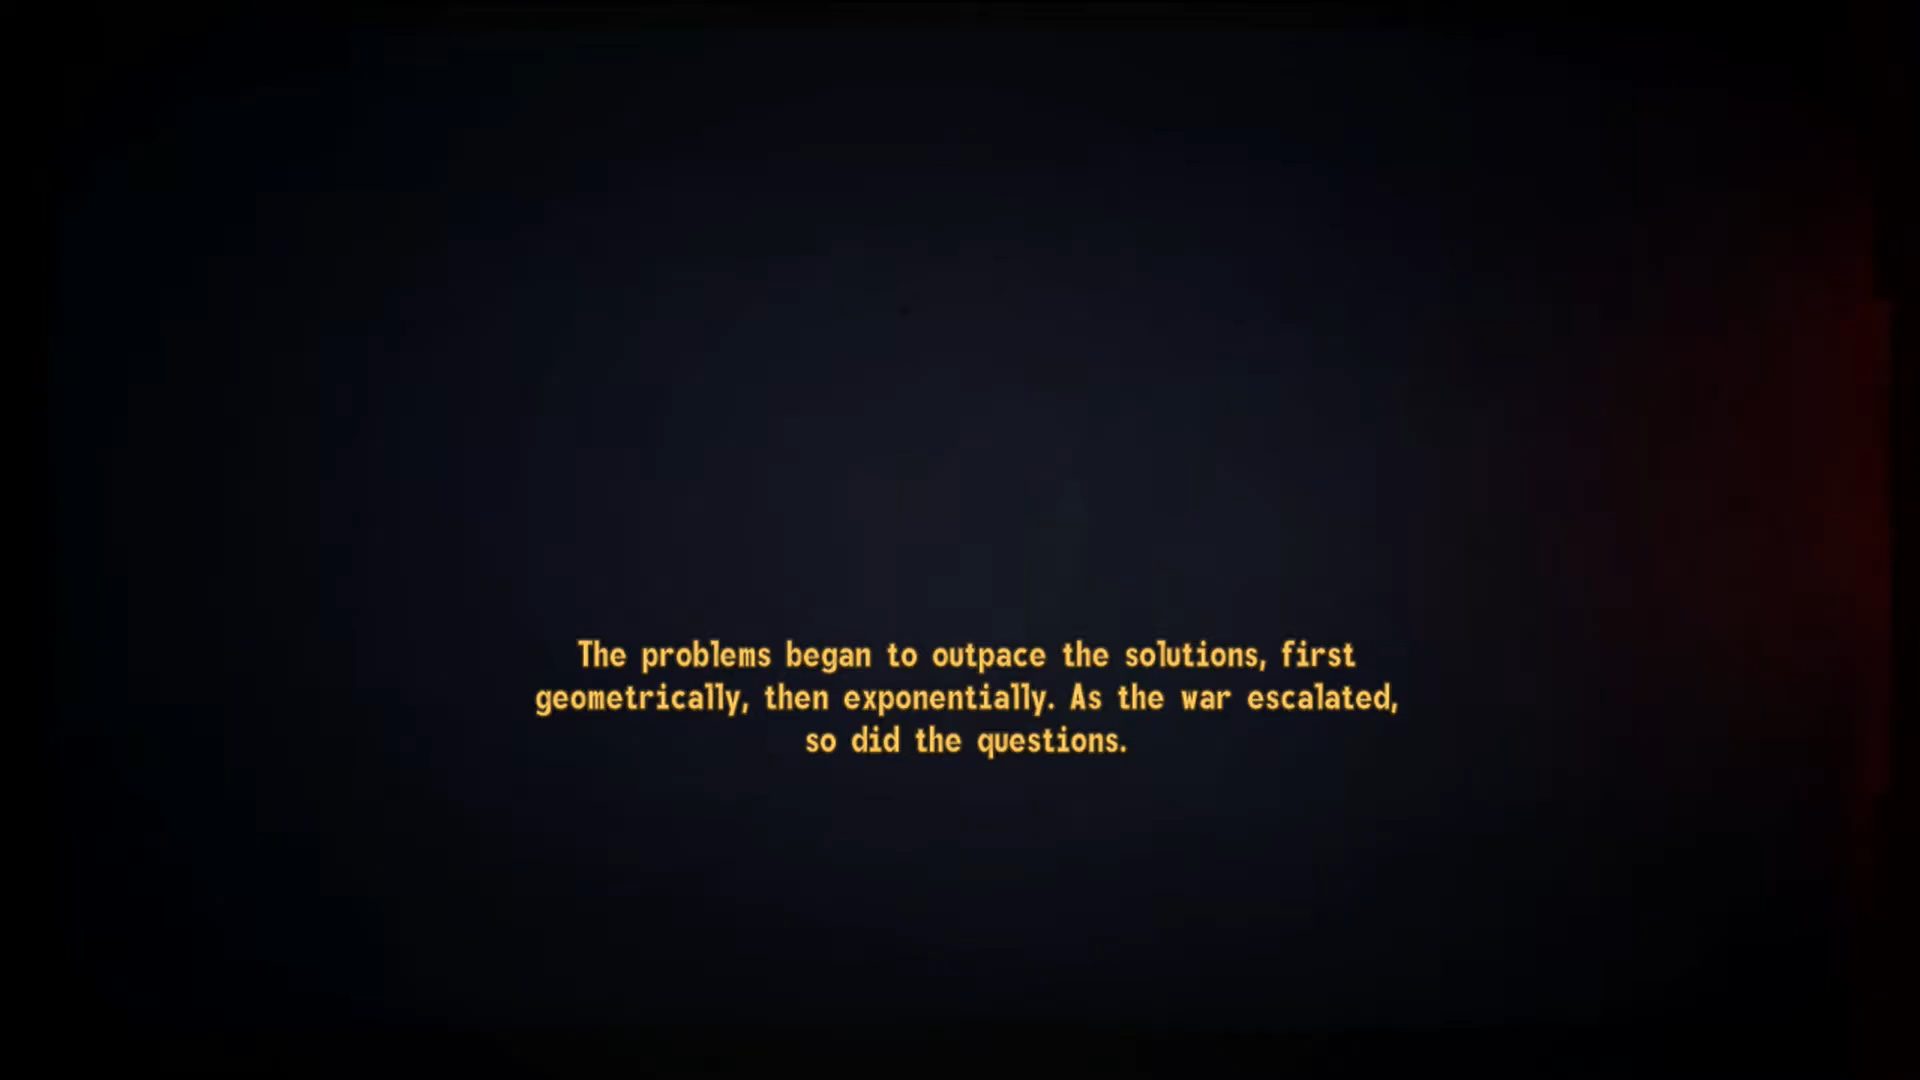 The problems began to outpace the solutions, first
geometrically, then exponentially. As the war escalated,
so did the questions.